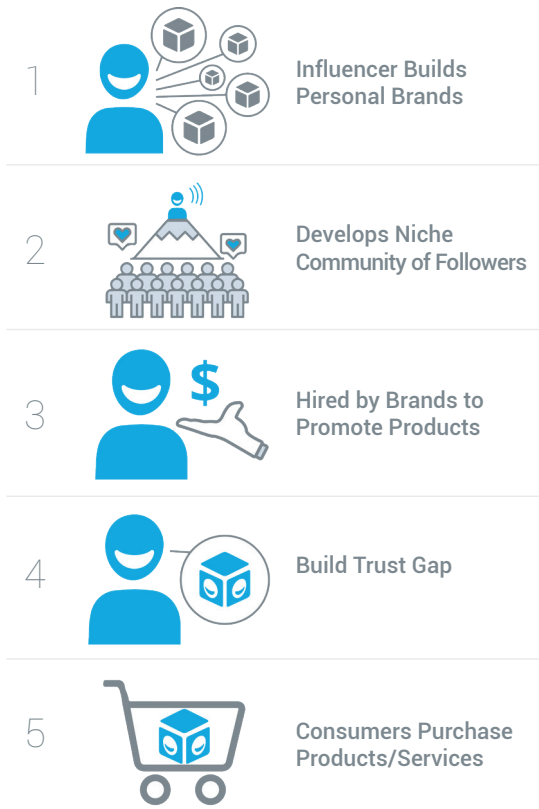 1
Influencer Builds
Personal Brands
2
Develops Niche
Community of Followers
3
$
Hired by Brands to
Promote Products
4
Build Trust Gap
5
Consumers Purchase
Products/Services